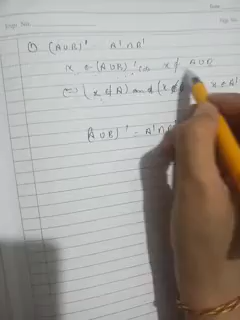 ① (A∪B)' A'∩B'
x ∈ (A∪B)' x ∉ A∪B
⇔ (x ∉ A) and (x ∉ x ∈ A'
(A∪B)' = A'∩B'